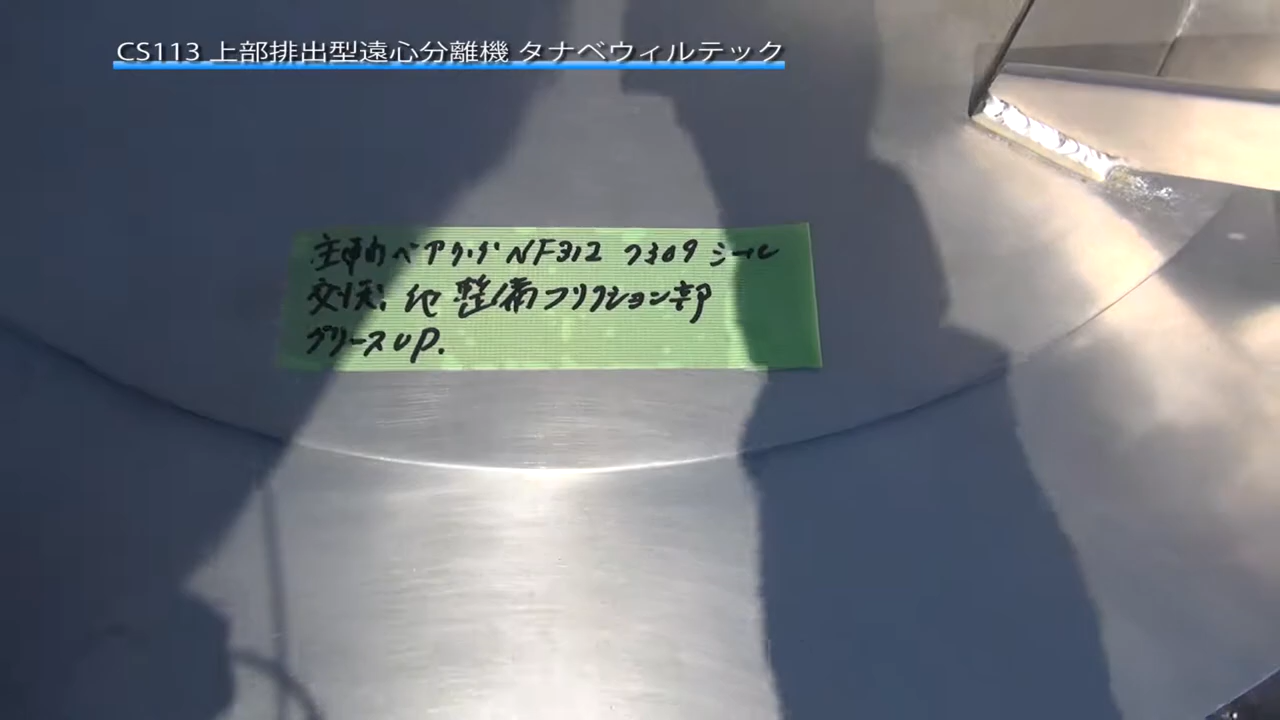 CS113 上部排出型遠心分離機 タナベウィルテック
主軸ベアリング NF312 7309 シール
交換. 他 整備フリクション部
グリースUP.